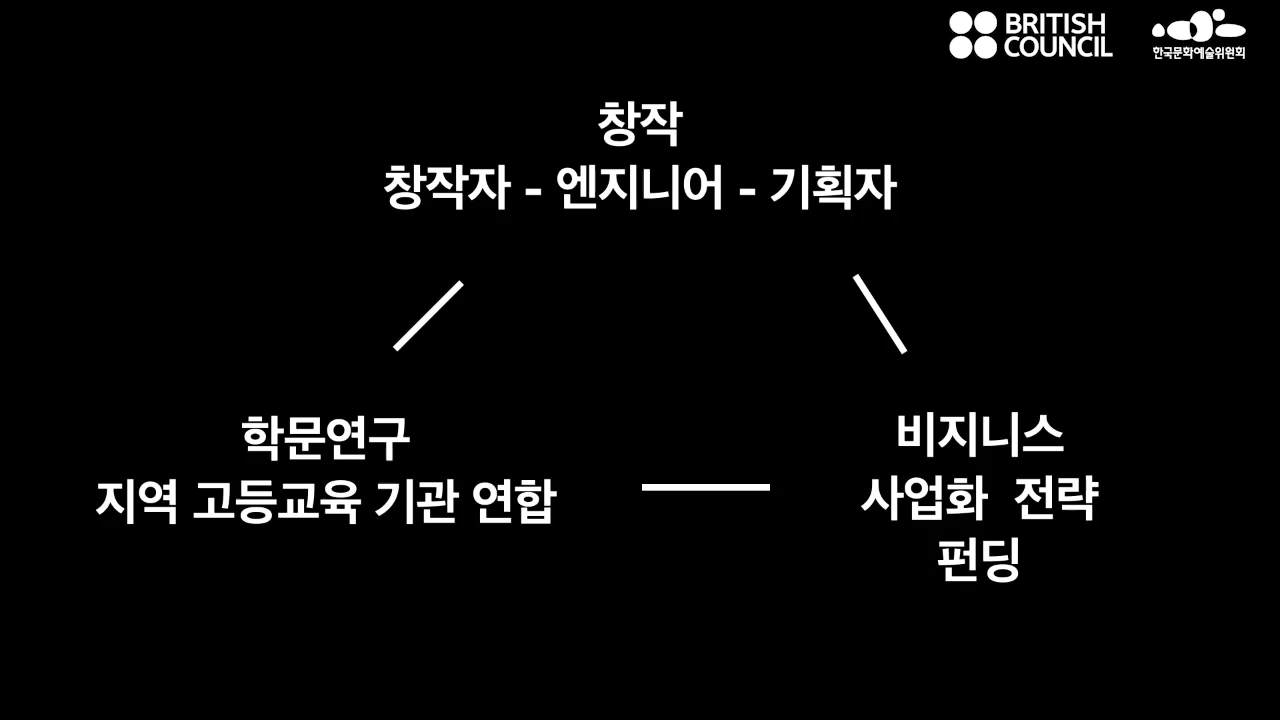 BRITISH
COUNCIL
한국문화예술위원회
창작
창작자 - 엔지니어 - 기획자
학문연구
지역 고등교육 기관 연합
비지니스
사업화 전략
펀딩